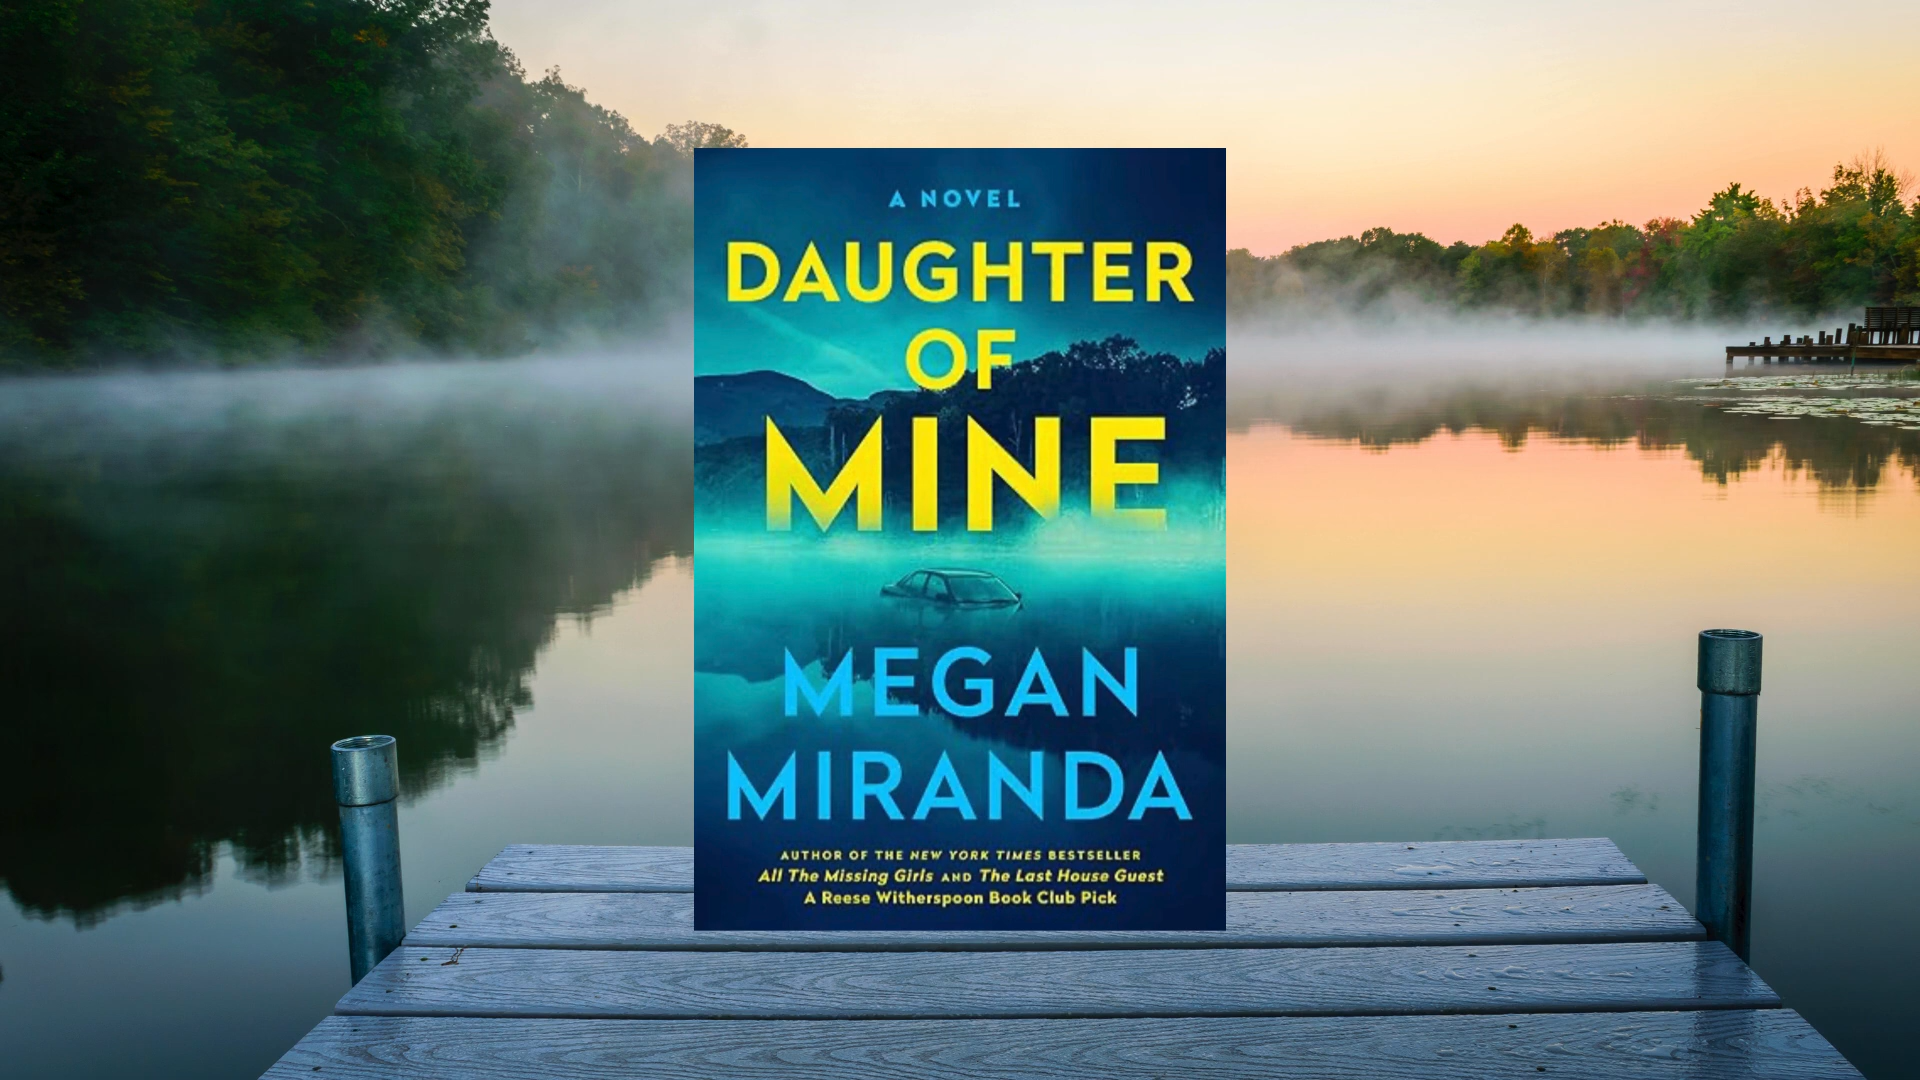 A NOVEL
DAUGHTER
OF
MINE
MEGAN
MIRANDA
AUTHOR OF THE NEW YORK TIMES BESTSELLER
All The Missing Girls AND The Last House Guest
A Reese Witherspoon Book Club Pick